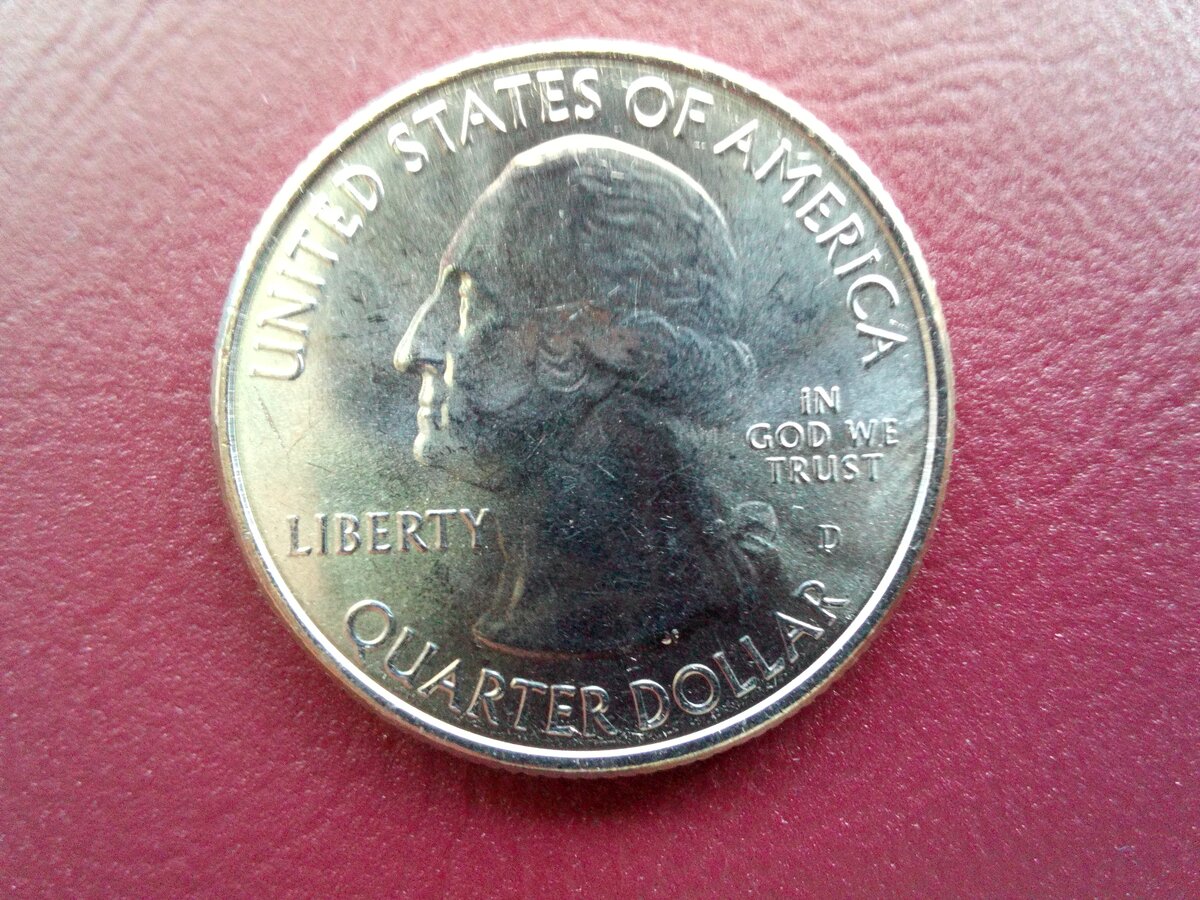 UNITED STATES OF AMERICA
LIBERTY
IN
GOD WE
TRUST
D
QUARTER DOLLAR